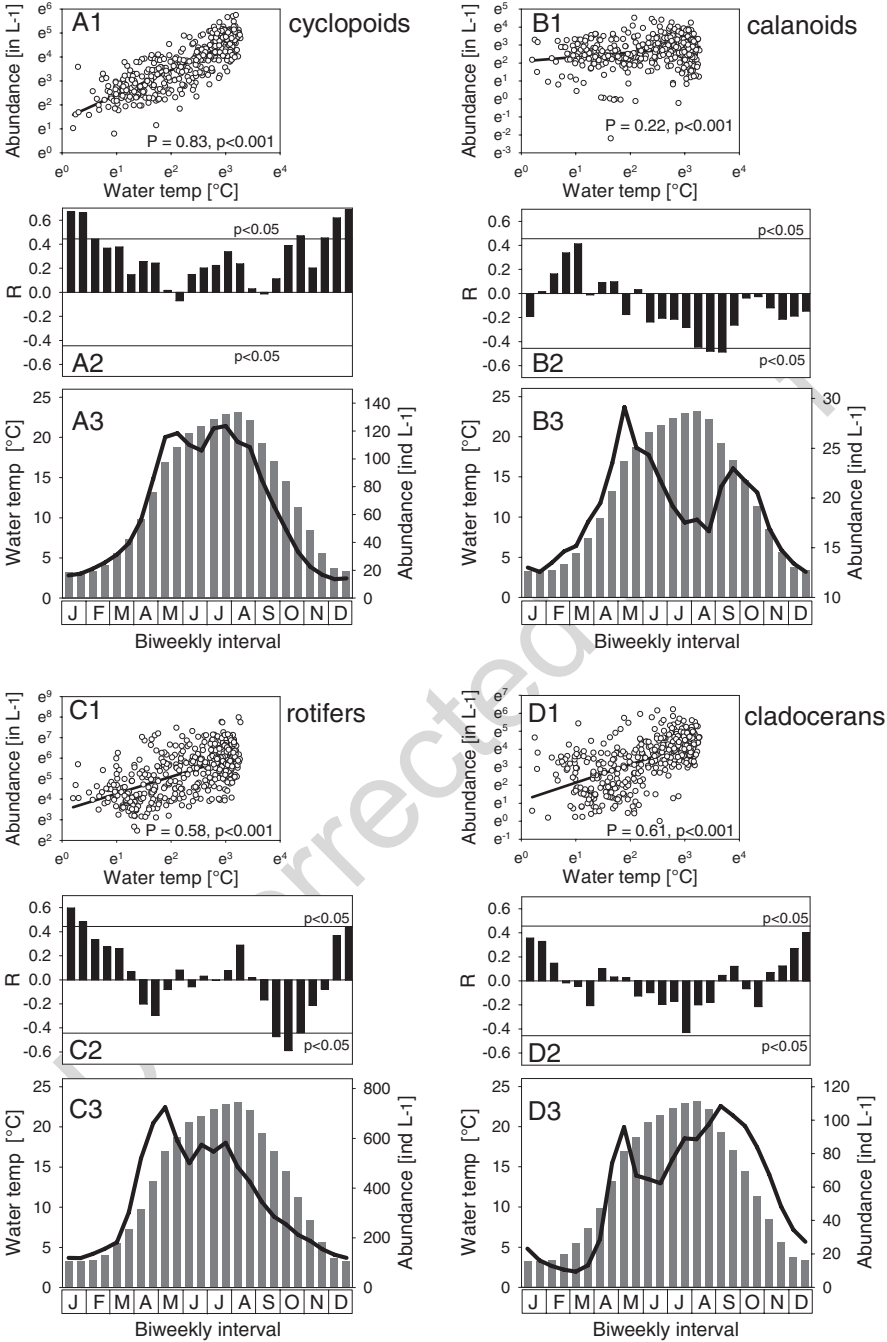 A1
cyclopoids
Abundance [in L-1]
e6
e5
e4
e3
e2
e1
e0
P = 0.83, p<0.001
e0 e1 e2 e3 e4
Water temp [°C]
B1
calanoids
Abundance [in L-1]
e5
e4
e3
e2
e1
e0
e-1
e-2
e-3
P = 0.22, p<0.001
e0 e1 e2 e3 e4
Water temp [°C]
R
0.6
0.4
0.2
0.0
-0.2
-0.4
-0.6
p<0.05
p<0.05
A2
R
0.6
0.4
0.2
0.0
-0.2
-0.4
-0.6
p<0.05
p<0.05
B2
A3
Water temp [°C]
25
20
15
10
5
0
Abundance [ind L-1]
140
120
100
80
60
40
20
0
J F M A M J J A S O N D
Biweekly interval
B3
Water temp [°C]
25
20
15
10
5
0
Abundance [ind L-1]
30
25
20
15
10
J F M A M J J A S O N D
Biweekly interval
C1
rotifers
Abundance [in L-1]
e9
e8
e7
e6
e5
e4
e3
e2
P = 0.58, p<0.001
e0 e1 e2 e3 e4
Water temp [°C]
D1
cladocerans
Abundance [in L-1]
e7
e6
e5
e4
e3
e2
e1
e0
e-1
P = 0.61, p<0.001
e0 e1 e2 e3 e4
Water temp [°C]
R
0.6
0.4
0.2
0.0
-0.2
-0.4
-0.6
p<0.05
p<0.05
C2
R
0.6
0.4
0.2
0.0
-0.2
-0.4
-0.6
p<0.05
p<0.05
D2
C3
Water temp [°C]
25
20
15
10
5
0
Abundance [ind L-1]
800
600
400
200
0
J F M A M J J A S O N D
Biweekly interval
D3
Water temp [°C]
25
20
15
10
5
0
Abundance [ind L-1]
120
100
80
60
40
20
0
J F M A M J J A S O N D
Biweekly interval